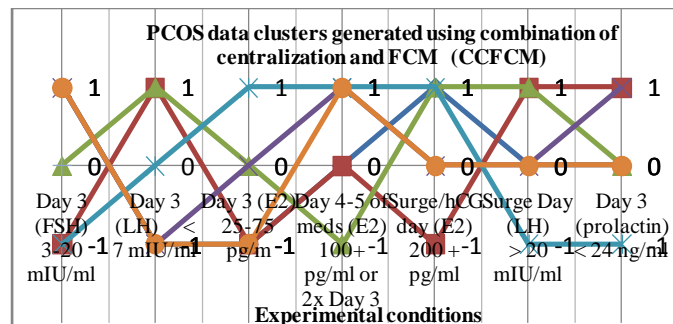 PCOS data clusters generated using combination of
centralization and FCM (CCFCM)
1 1 1 1 1 1 1
0 0 0 0 0 0 0
-1 -1 -1 -1 -1 -1 -1
Day 3
(FSH)
3-20
mIU/ml
Day 3
(LH) <
7 mIU/ml
Day 3 (E2)
25-75
pg/m
Day 4-5 of
meds (E2)
100+
pg/ml or
2x Day 3
Surge/hCG
day (E2)
200 +
pg/ml
Surge Day
(LH)
>20
mIU/ml
Day 3
(prolactin)
< 24 ng/ml
Experimental conditions